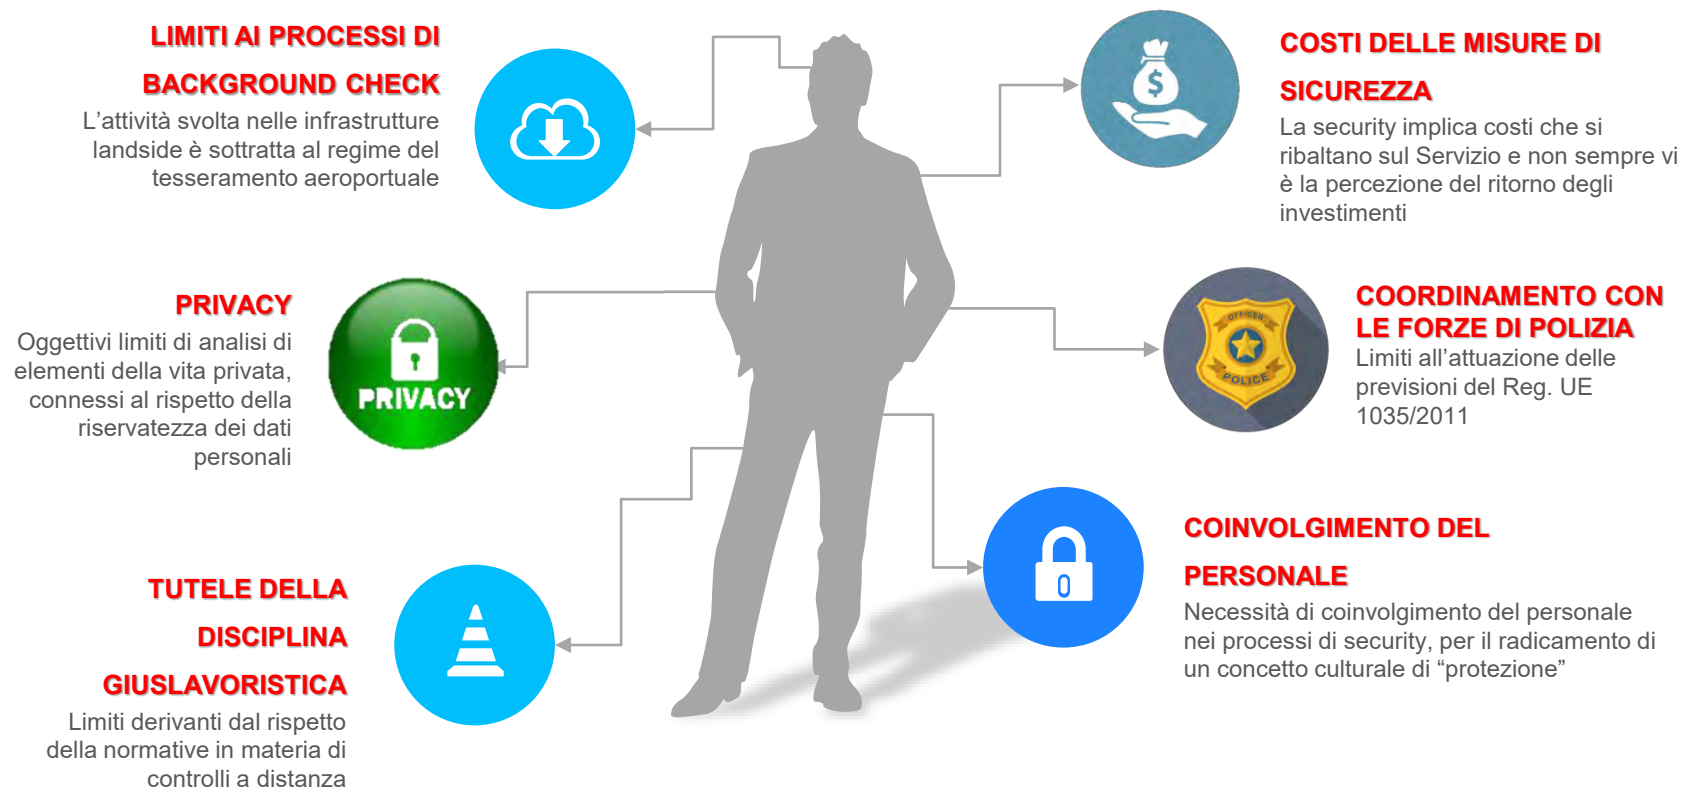 LIMITI AI PROCESSI DI
BACKGROUND CHECK
L’attività svolta nelle infrastrutture
landside è sottratta al regime del
tesseramento aeroportuale
PRIVACY
Oggettivi limiti di analisi di
elementi della vita privata,
connessi al rispetto della
riservatezza dei dati
personali
PRIVACY
TUTELE DELLA
DISCIPLINA
GIUSLAVORISTICA
Limiti derivanti dal rispetto
della normative in materia di
controlli a distanza
$
COSTI DELLE MISURE DI
SICUREZZA
La security implica costi che si
ribaltano sul Servizio e non sempre vi
è la percezione del ritorno degli
investimenti
OFFICER
POLICE
COORDINAMENTO CON
LE FORZE DI POLIZIA
Limiti all’attuazione delle
previsioni del Reg. UE
1035/2011
COINVOLGIMENTO DEL
PERSONALE
Necessità di coinvolgimento del personale
nei processi di security, per il radicamento di
un concetto culturale di “protezione”